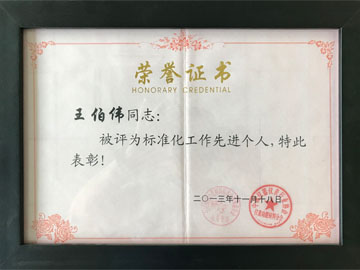 荣誉证书
HONORARY CREDENTIAL
王伯伟同志：
被评为标准化工作先进个人，特此
表彰！
二〇一三年十一月十八日